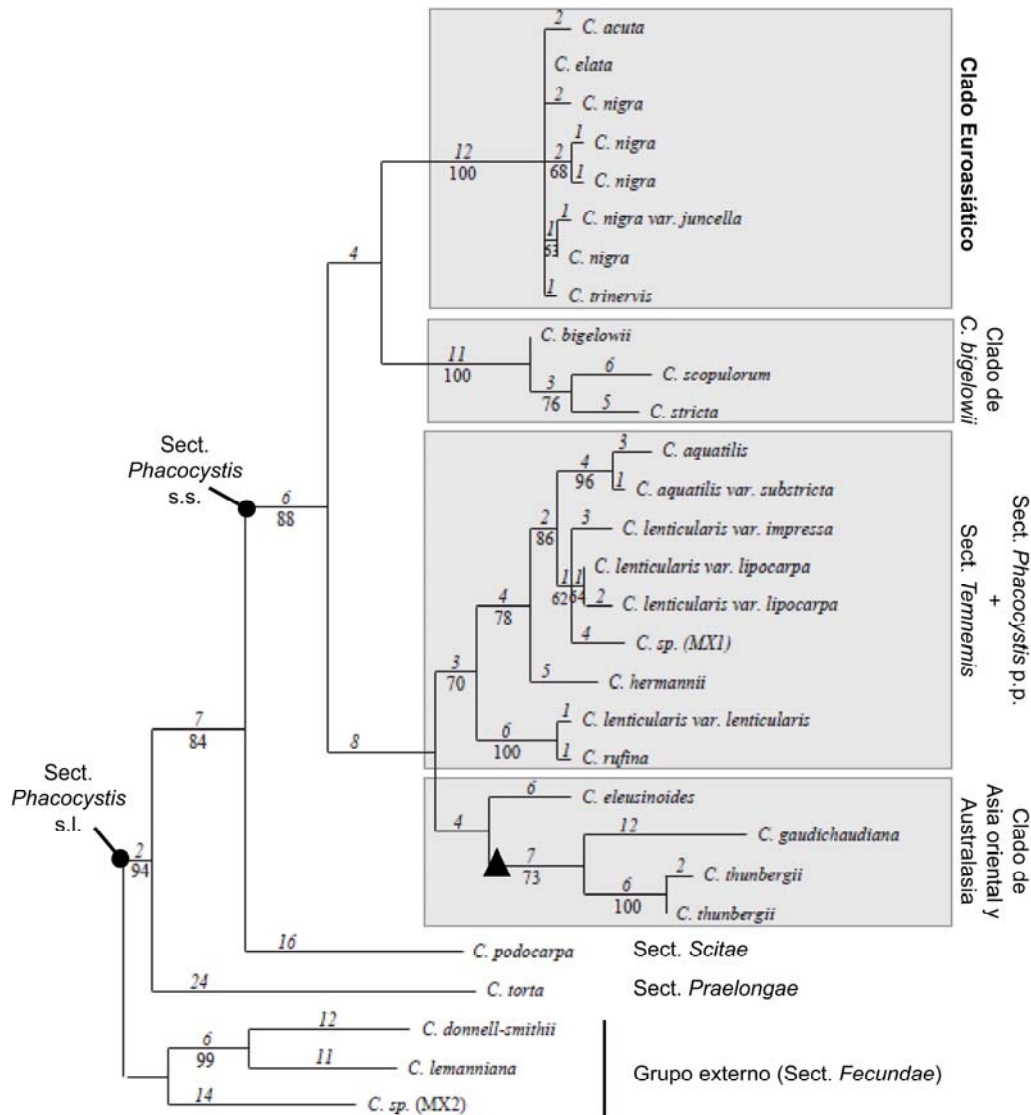 2
C. acuta
C. elata
2
C. nigra
12
100
2
68
1
C. nigra
1
C. nigra
1
C. nigra var. juncella
1
53
C. nigra
1
C. trinervis
Clado Euroasiático
4
C. bigelowii
11
100
6
C. scopulorum
3
76
5
C. stricta
Clado de
C. bigelowii
Sect.
Phacocystis
s.s.
6
88
3
C. aquatilis
4
96
1
C. aquatilis var. substricta
2
86
3
C. lenticularis var. impressa
1
62
1
64
C. lenticularis var. lipocarpa
2
C. lenticularis var. lipocarpa
4
78
4
C. sp. (MX1)
5
C. hermannii
3
70
1
C. lenticularis var. lenticularis
6
100
1
C. rufina
Sect. Phacocystis p.p.
+
Sect. Temnemis
8
7
84
6
C. eleusinoides
4
12
C. gaudichaudiana
7
73
2
C. thunbergii
6
100
C. thunbergii
Clado de
Asia oriental y
Australasia
Sect.
Phacocystis
s.l.
2
94
16
C. podocarpa
Sect. Scitae
24
C. torta
Sect. Praelongae
12
C. donnell-smithii
6
99
11
C. lemanniana
14
C. sp. (MX2)
Grupo externo (Sect. Fecundae)